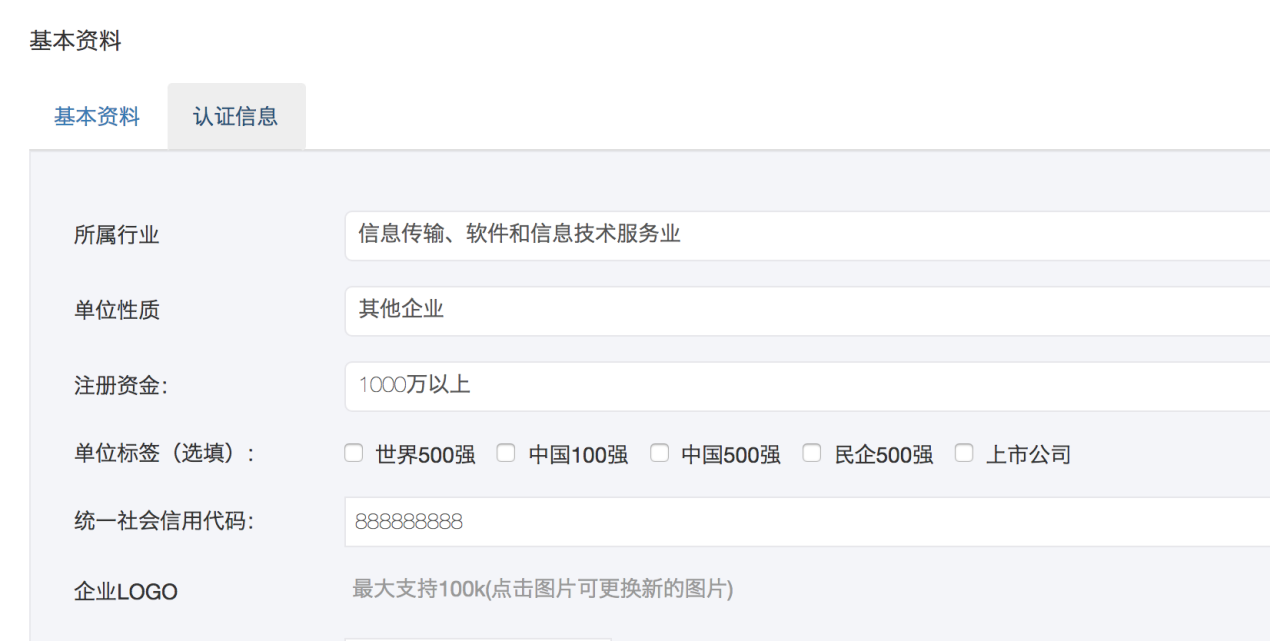 基本资料
基本资料 认证信息
所属行业 信息传输、软件和信息技术服务业
单位性质 其他企业
注册资金: 1000万以上
单位标签（选填）: 世界500强 中国100强 中国500强 民企500强 上市公司
统一社会信用代码: 888888888
企业LOGO 最大支持100k(点击图片可更换新的图片)